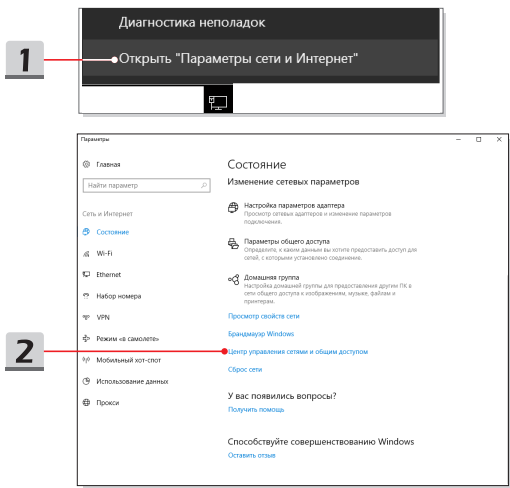 Диагностика неполадок
1
Открыть "Параметры сети и Интернет"
Параметры
Главная
Найти параметр
Сеть и Интернет
Состояние
Wi-Fi
Ethernet
Набор номера
VPN
Режим «в самолете»
Мобильный хот-спот
Использование данных
Прокси
Состояние
Изменение сетевых параметров
Настройка параметров адаптера
Просмотр сетевых адаптеров и изменение параметров
подключения.
Параметры общего доступа
Определите, к каким данным вы хотите предоставить доступ для
сетей, с которыми установлено соединение.
Домашняя группа
Настройка домашней группы для предоставления другим ПК в
сети общего доступа к изображениям, музыке, файлам и
принтерам.
Просмотр свойств сети
Брандмауэр Windows
2
Центр управления сетями и общим доступом
Сброс сети
У вас появились вопросы?
Получить помощь
Способствуйте совершенствованию Windows
Оставить отзыв